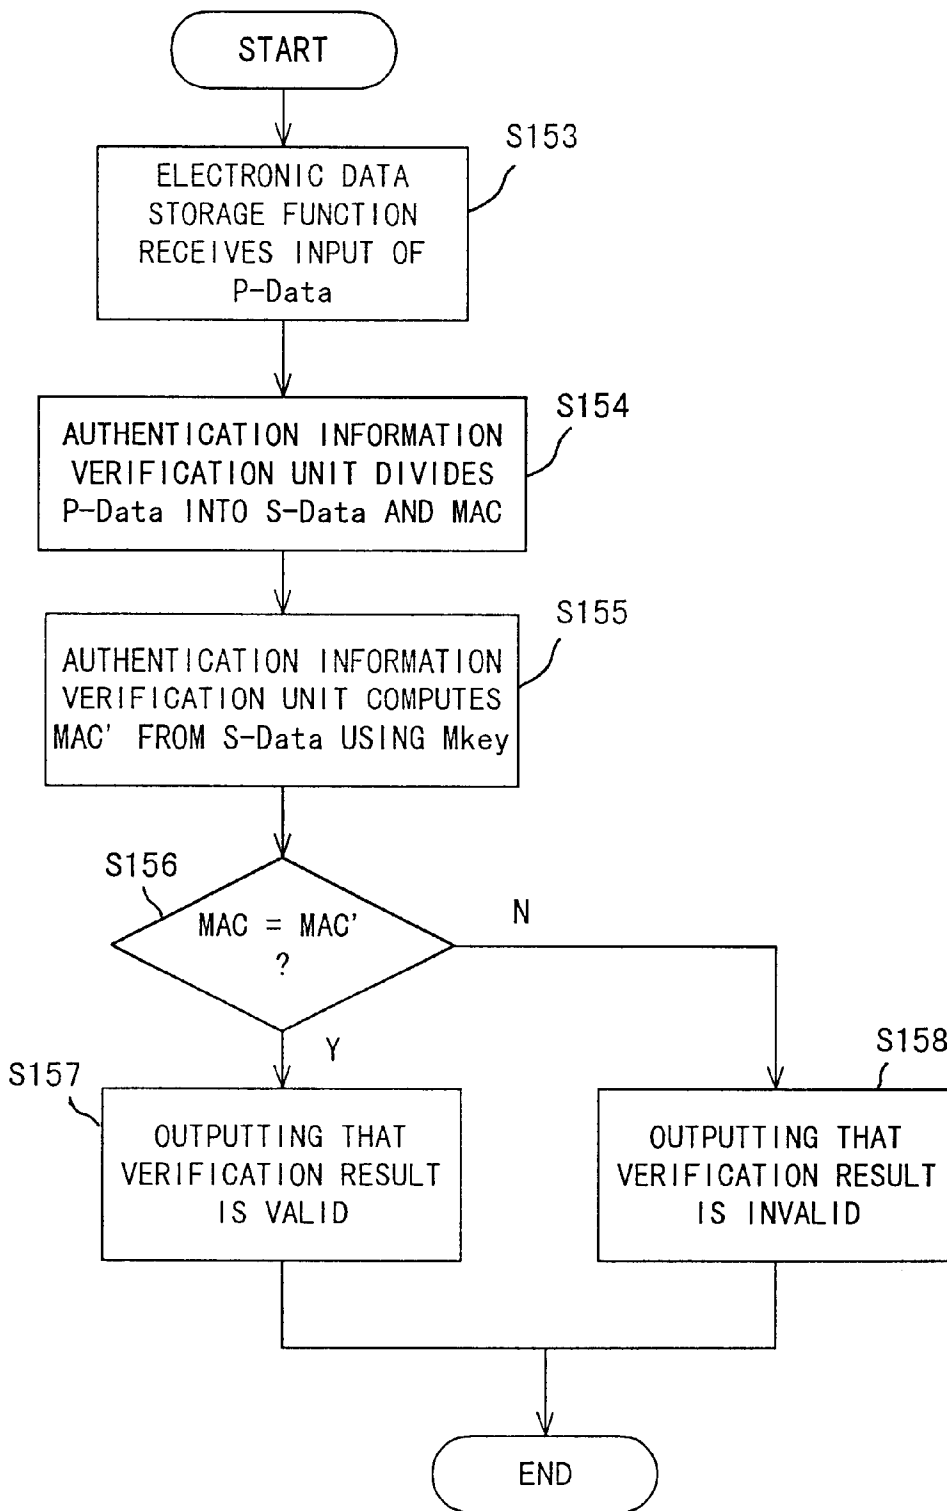 START
S153
ELECTRONIC DATA
STORAGE FUNCTION
RECEIVES INPUT OF
P-Data
S154
AUTHENTICATION INFORMATION
VERIFICATION UNIT DIVIDES
P-Data INTO S-Data AND MAC
S155
AUTHENTICATION INFORMATION
VERIFICATION UNIT COMPUTES
MAC' FROM S-Data USING Mkey
S156
MAC = MAC'
?
N
Y
S157
OUTPUTTING THAT
VERIFICATION RESULT
IS VALID
S158
OUTPUTTING THAT
VERIFICATION RESULT
IS INVALID
END